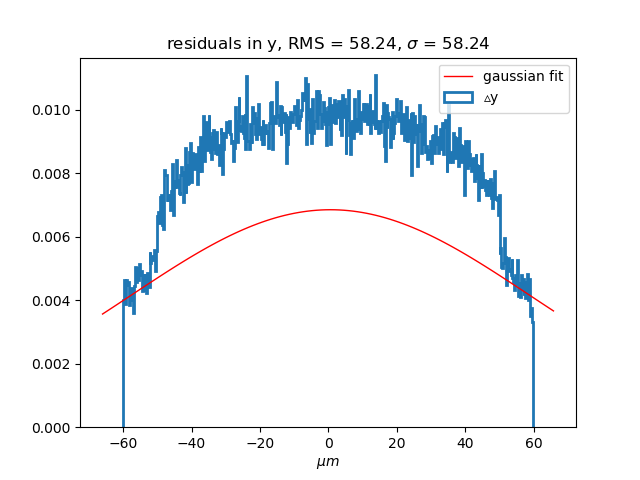 residuals in y, RMS = 58.24, σ = 58.24
gaussian fit
△y
0.010
0.008
0.006
0.004
0.002
0.000
−60 −40 −20 0 20 40 60
μm